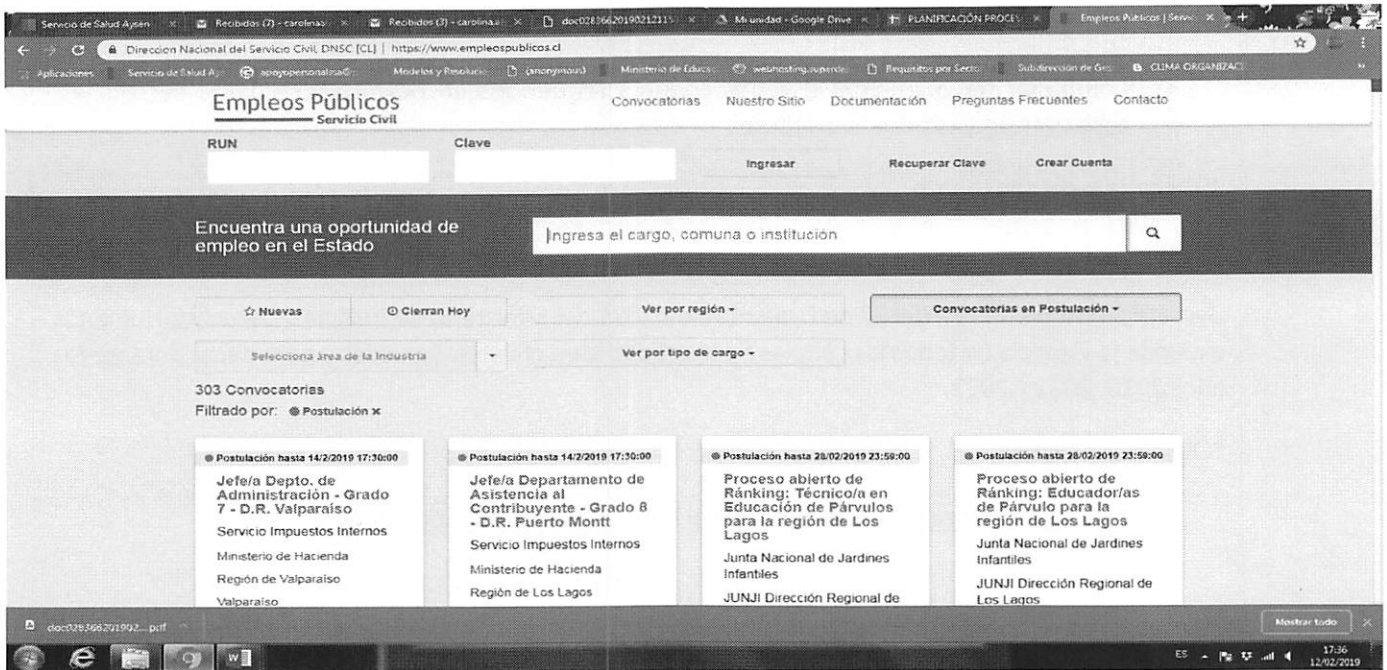 Servicio de Salud Aysen
Recibidos (7) - carolinas
Recibidos (3) - carolina.a
doc02836620190212115
Mi unidad - Google Drive
PLANIFICACIÓN PROCES
Empleos Públicos | Servic
Direccion Nacional del Servicio Civil, DNSC [CL] | https://www.empleospublicos.cl
Aplicaciones
Servicio de Salud Ay
Modelos y Resolucio
(anonymous)
Ministerio de Educac
Requisitos por Secto
Subdireccion de Ges
CLIMA ORGANIZACI
Empleos Públicos
Servicio Civil
Convocatorias Nuestro Sitio Documentación Preguntas Frecuentes Contacto
RUN
Clave
Ingresar Recuperar Clave Crear Cuenta
Encuentra una oportunidad de
empleo en el Estado
Ingresa el cargo, comuna o institución
Nuevas
Cierran Hoy
Ver por región
Convocatorias en Postulación
Selecciona área de la Industria
Ver por tipo de cargo
303 Convocatorias
Filtrado por: Postulación x
Postulación hasta 14/2/2019 17:30:00
Jefe/a Depto. de
Administración - Grado
7 - D.R. Valparaíso
Servicio Impuestos Internos
Ministerio de Hacienda
Región de Valparaíso
Valparaíso
Postulación hasta 14/2/2019 17:30:00
Jefe/a Departamento de
Asistencia al
Contribuyente - Grado 8
- D.R. Puerto Montt
Servicio Impuestos Internos
Ministerio de Hacienda
Región de Los Lagos
Postulación hasta 28/02/2019 23:59:00
Proceso abierto de
Ránking: Técnico/a en
Educación de Párvulos
para la región de Los
Lagos
Junta Nacional de Jardines
Infantiles
JUNJI Dirección Regional de
Postulación hasta 28/02/2019 23:59:00
Proceso abierto de
Ránking: Educador/as
de Párvulo para la
región de Los Lagos
Junta Nacional de Jardines
Infantiles
JUNJI Dirección Regional de
Los Lagos
doc028366201902....pdf
Mostrar todo
ES
17:36
12/02/2019